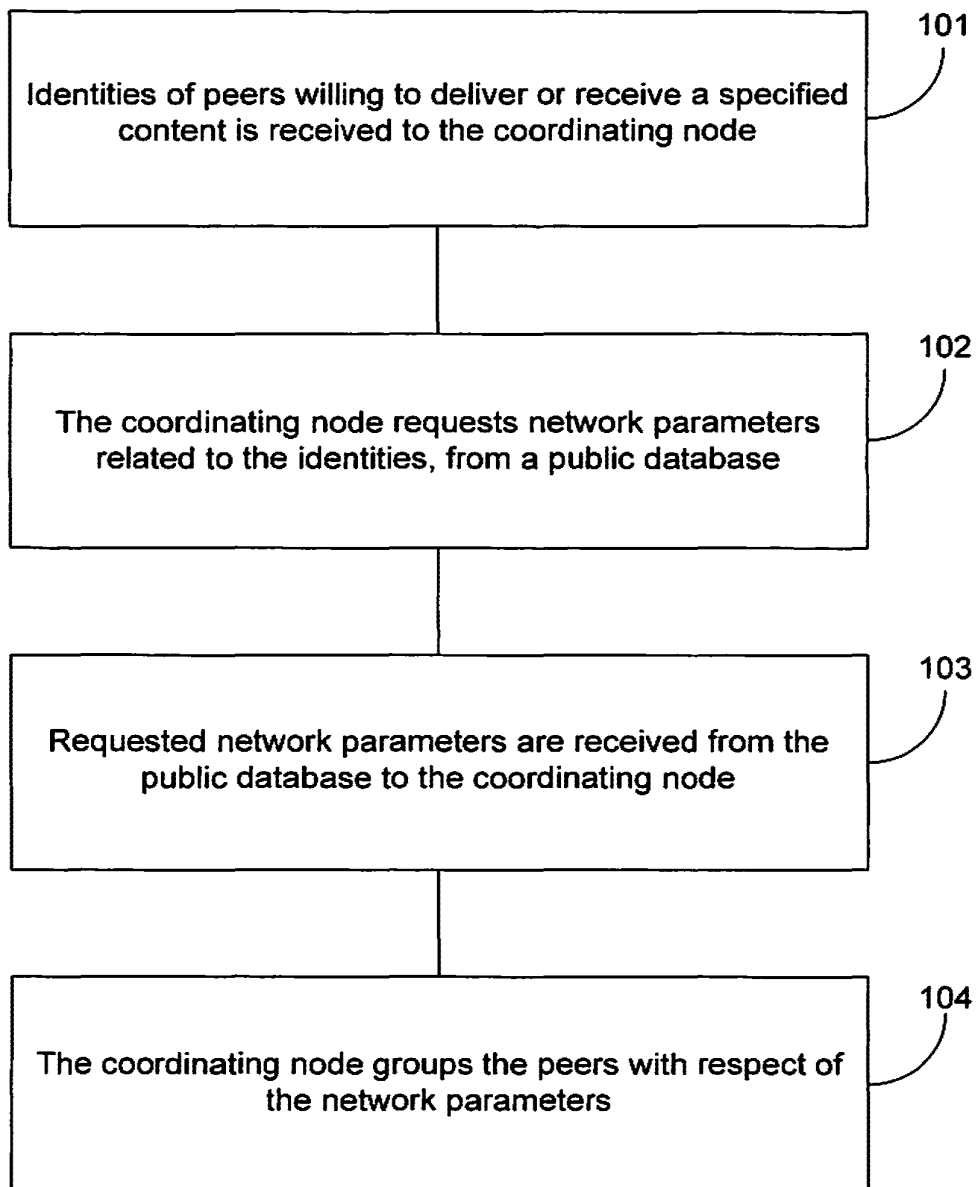 101
Identities of peers willing to deliver or receive a specified
content is received to the coordinating node
102
The coordinating node requests network parameters
related to the identities, from a public database
103
Requested network parameters are received from the
public database to the coordinating node
104
The coordinating node groups the peers with respect of
the network parameters